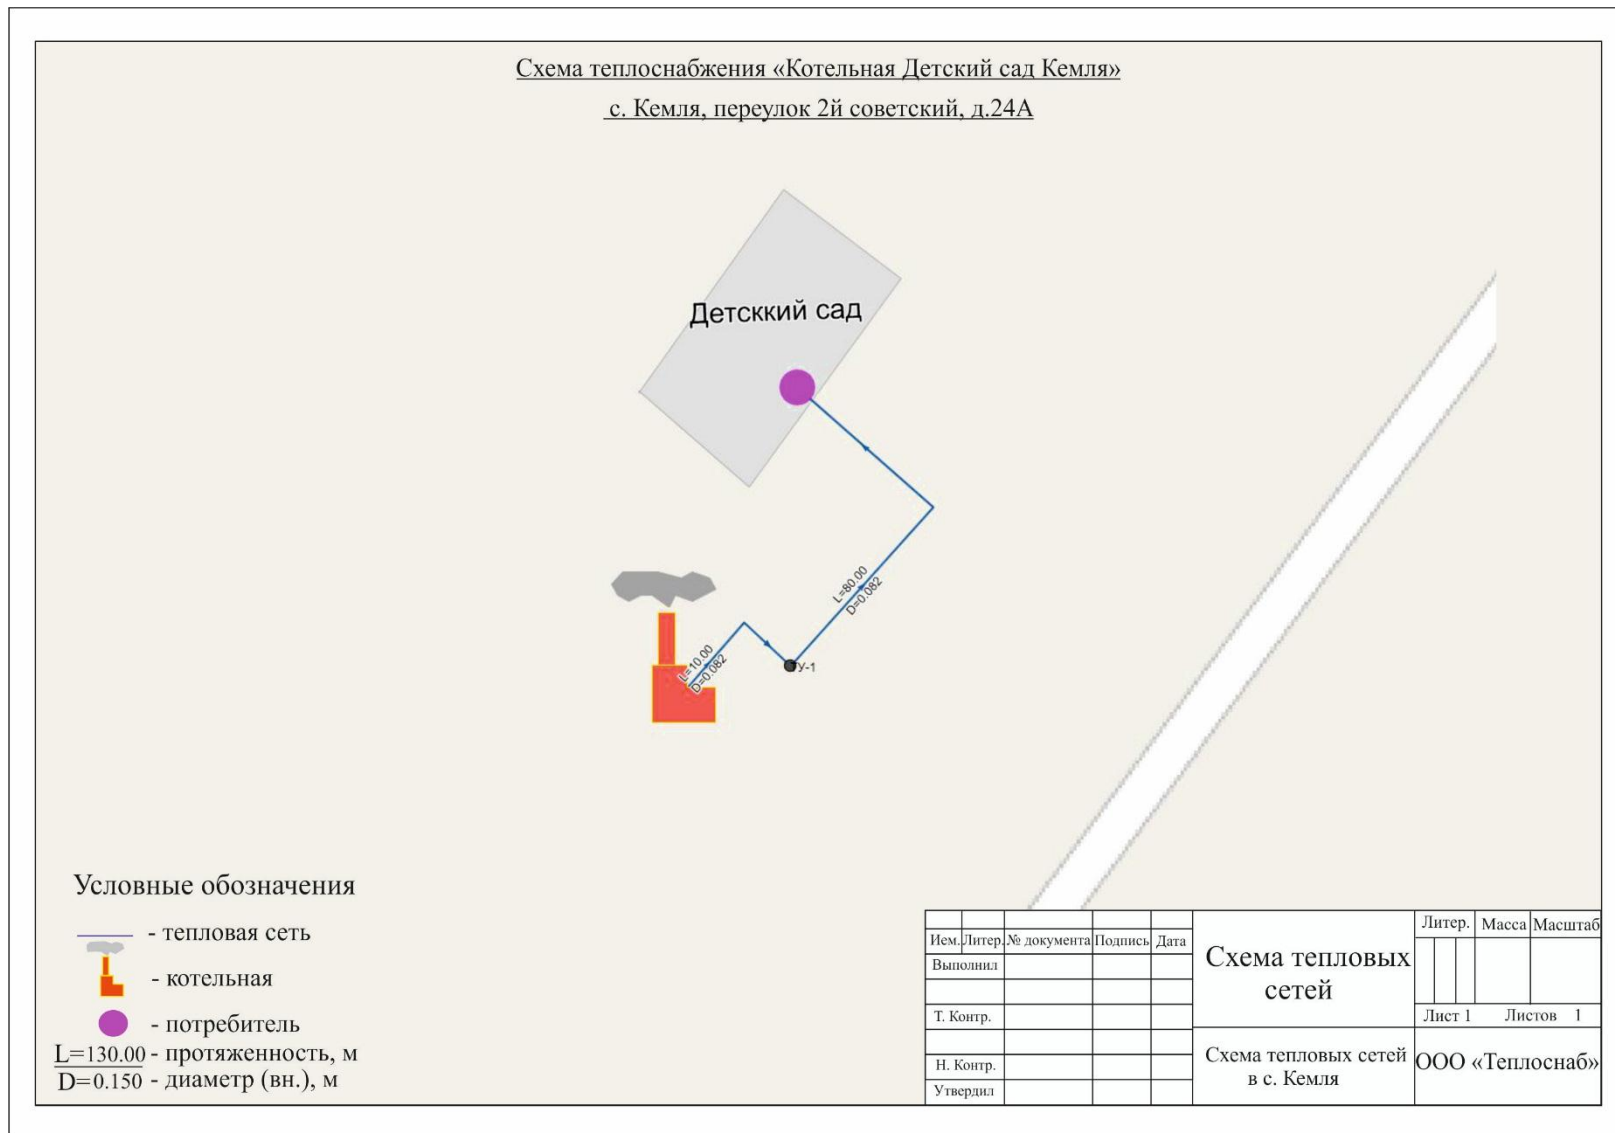 Схема теплоснабжения «Котельная Детский сад Кемля»
с. Кемля, переулок 2й советский, д.24А
Детсккий сад
L=80.00
D=0.082
L=10.00
D=0.082
У-1
Условные обозначения
- тепловая сеть
- котельная
- потребитель
L=130.00 - протяженность, м
D=0.150 - диаметр (вн.), м
Ием. Литер. № документа Подпись Дата
Выполнил
Т. Контр.
Н. Контр.
Утвердил
Схема тепловых
сетей
Схема тепловых сетей
в с. Кемля
Литер. Масса Масштаб
Лист 1 Листов 1
ООО «Теплоснаб»